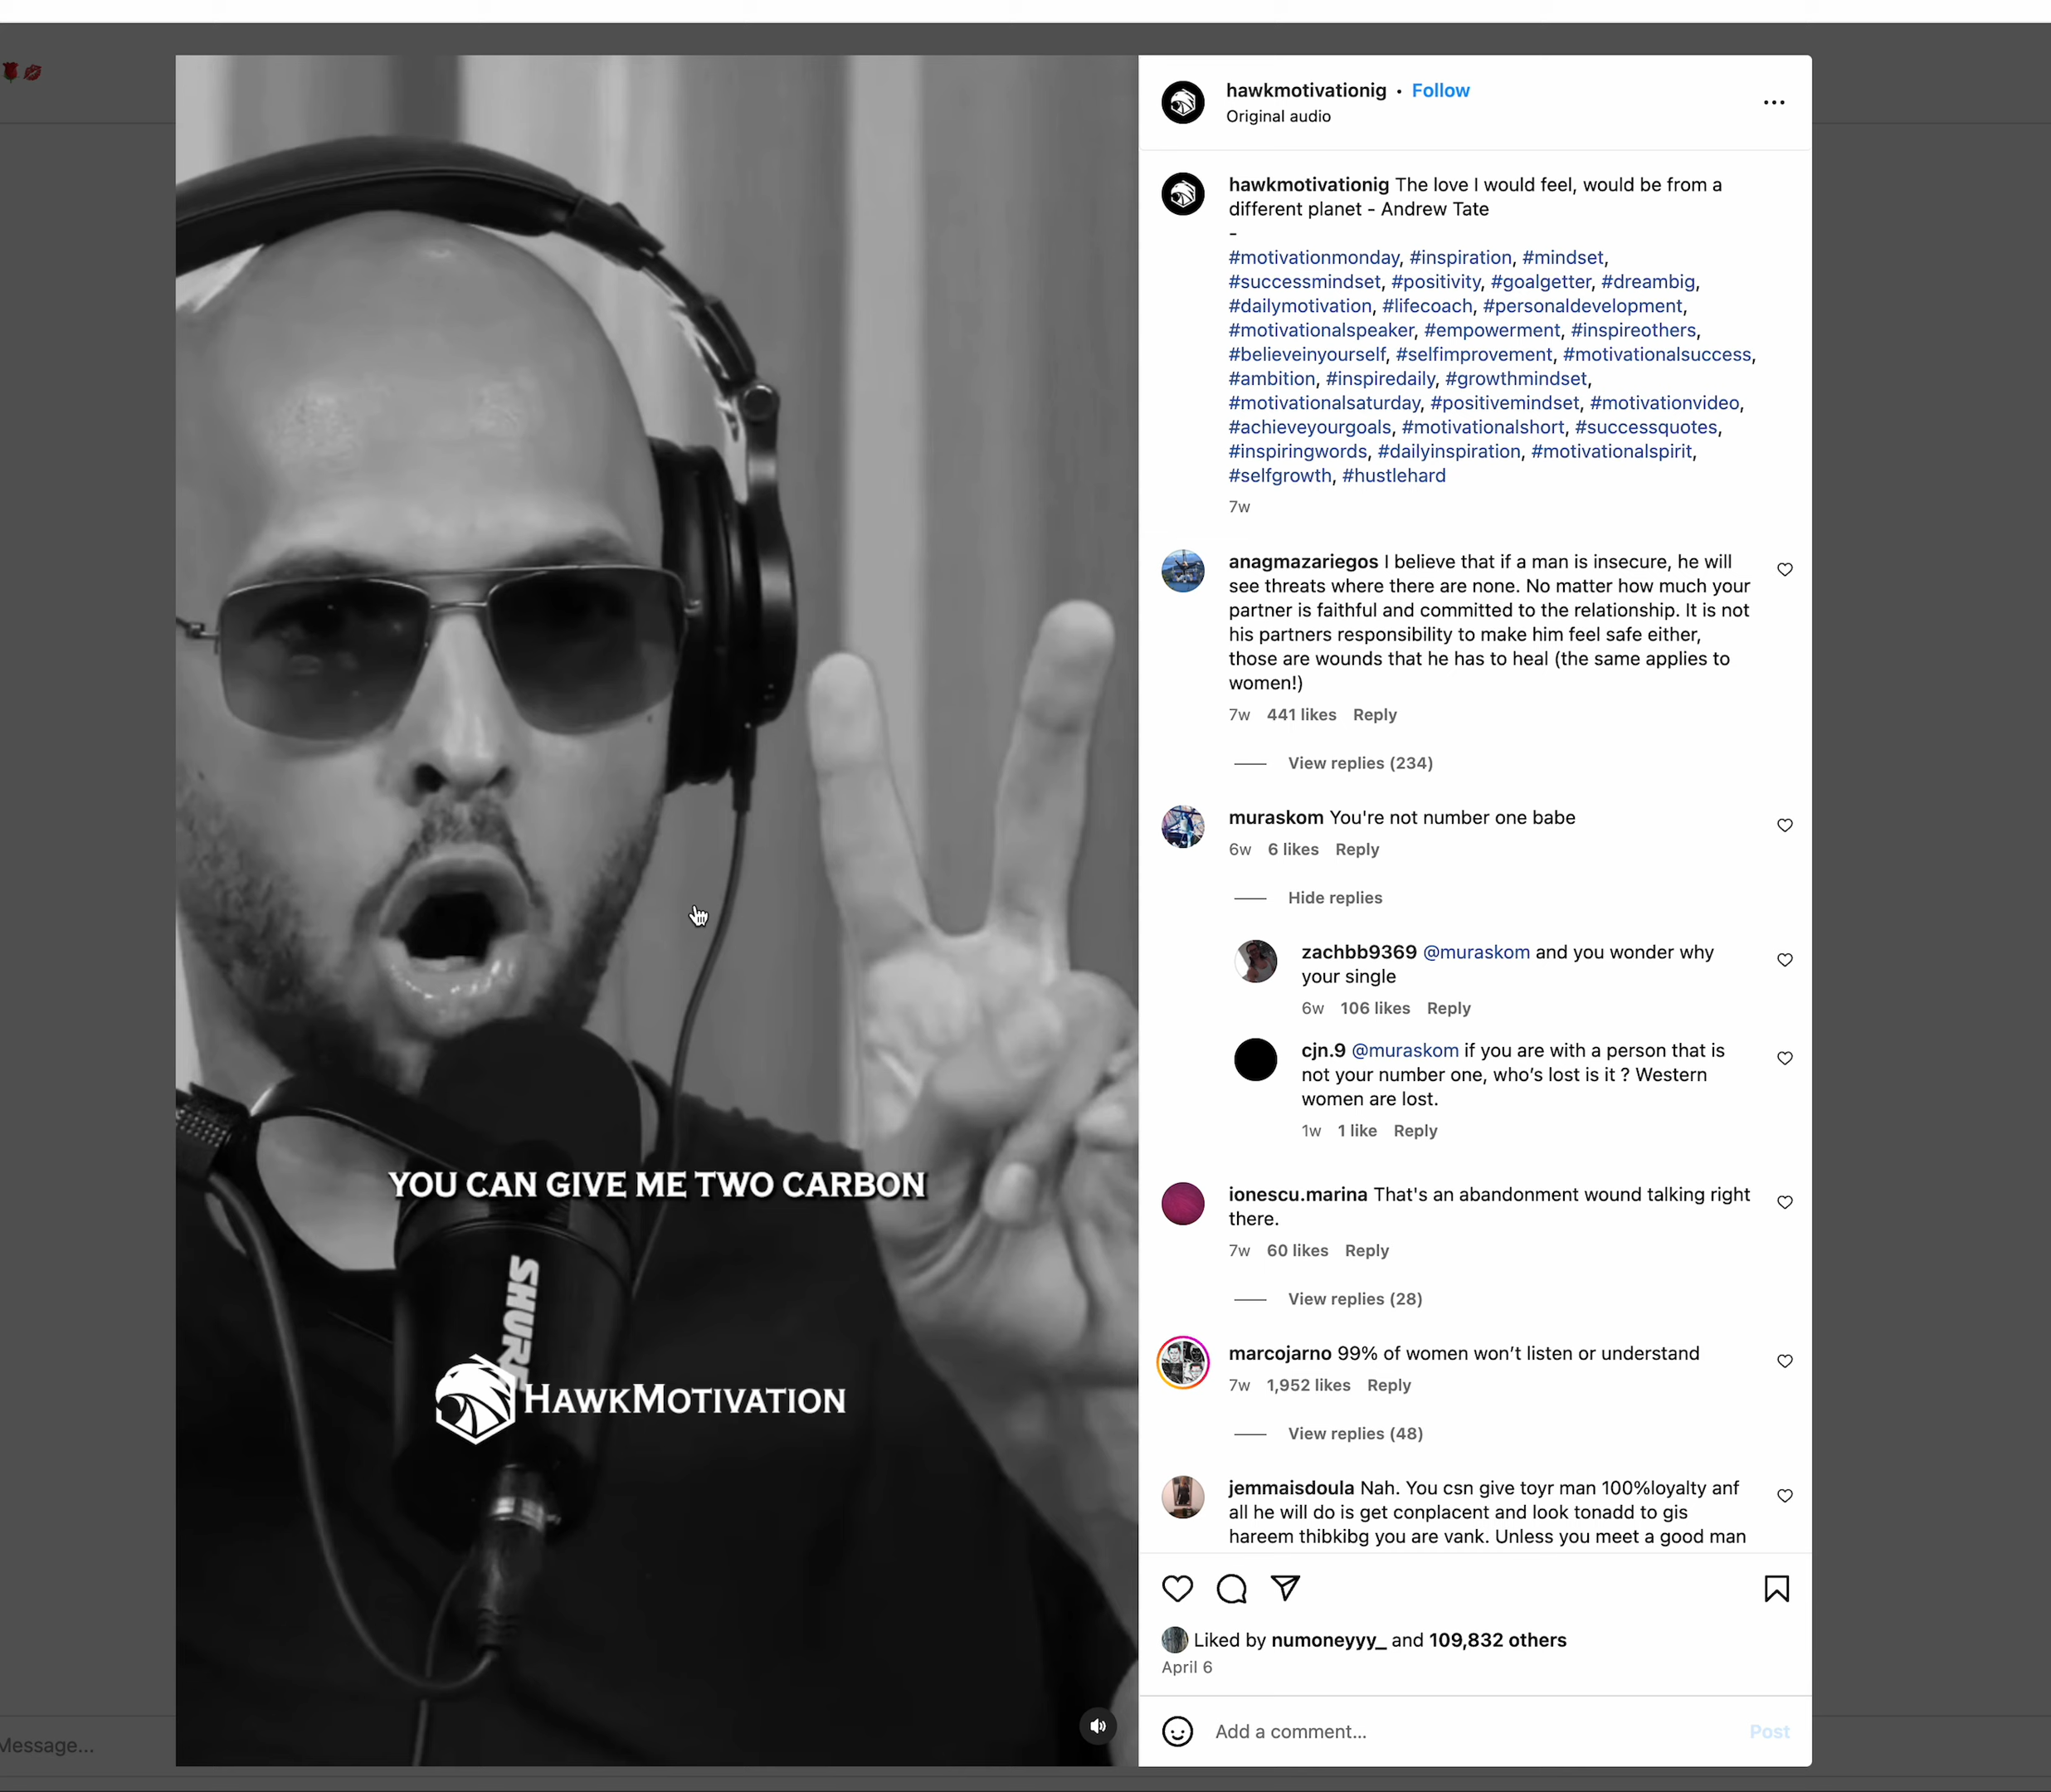 hawkmotivationig • Follow
Original audio
hawkmotivationig The love I would feel, would be from a
different planet - Andrew Tate
-
#motivationmonday, #inspiration, #mindset,
#successmindset, #positivity, #goalgetter, #dreambig,
#dailymotivation, #lifecoach, #personaldevelopment,
#motivationalspeaker, #empowerment, #inspireothers,
#believeinyourself, #selfimprovement, #motivationalsuccess,
#ambition, #inspiredaily, #growthmindset,
#motivationalsaturday, #positivemindset, #motivationvideo,
#achieveyourgoals, #motivationalshort, #successquotes,
#inspiringwords, #dailyinspiration, #motivationalspirit,
#selfgrowth, #hustlehard
7w
anagmazariegos I believe that if a man is insecure, he will
see threats where there are none. No matter how much your
partner is faithful and committed to the relationship. It is not
his partners responsibility to make him feel safe either,
those are wounds that he has to heal (the same applies to
women!)
7w 441 likes Reply
View replies (234)
muraskom You're not number one babe
6w 6 likes Reply
Hide replies
zachbb9369 @muraskom and you wonder why
your single
6w 106 likes Reply
cjn.9 @muraskom if you are with a person that is
not your number one, who's lost is it ? Western
women are lost.
1w 1 like Reply
ionescu.marina That's an abandonment wound talking right
there.
7w 60 likes Reply
View replies (28)
marcojarno 99% of women won't listen or understand
7w 1,952 likes Reply
View replies (48)
jemmaisdoula Nah. You csn give toyr man 100%loyalty anf
all he will do is get conplacent and look tonadd to gis
hareem thibkibg you are vank. Unless you meet a good man
Liked by numoneyyy_ and 109,832 others
April 6
Add a comment...
Post
YOU CAN GIVE ME TWO CARBON
SHURE
HAWKMOTIVATION
Message...